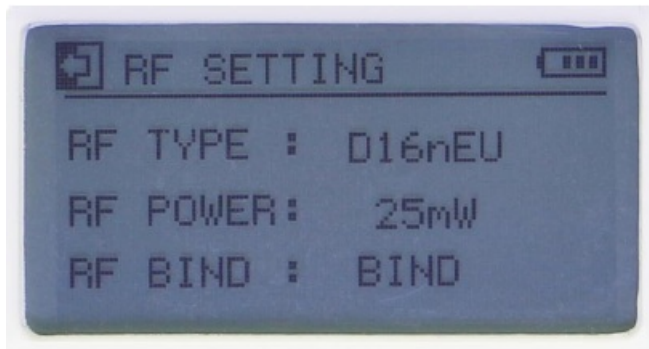 RF SETTING
RF TYPE : D16nEU
RF POWER: 25mW
RF BIND : BIND